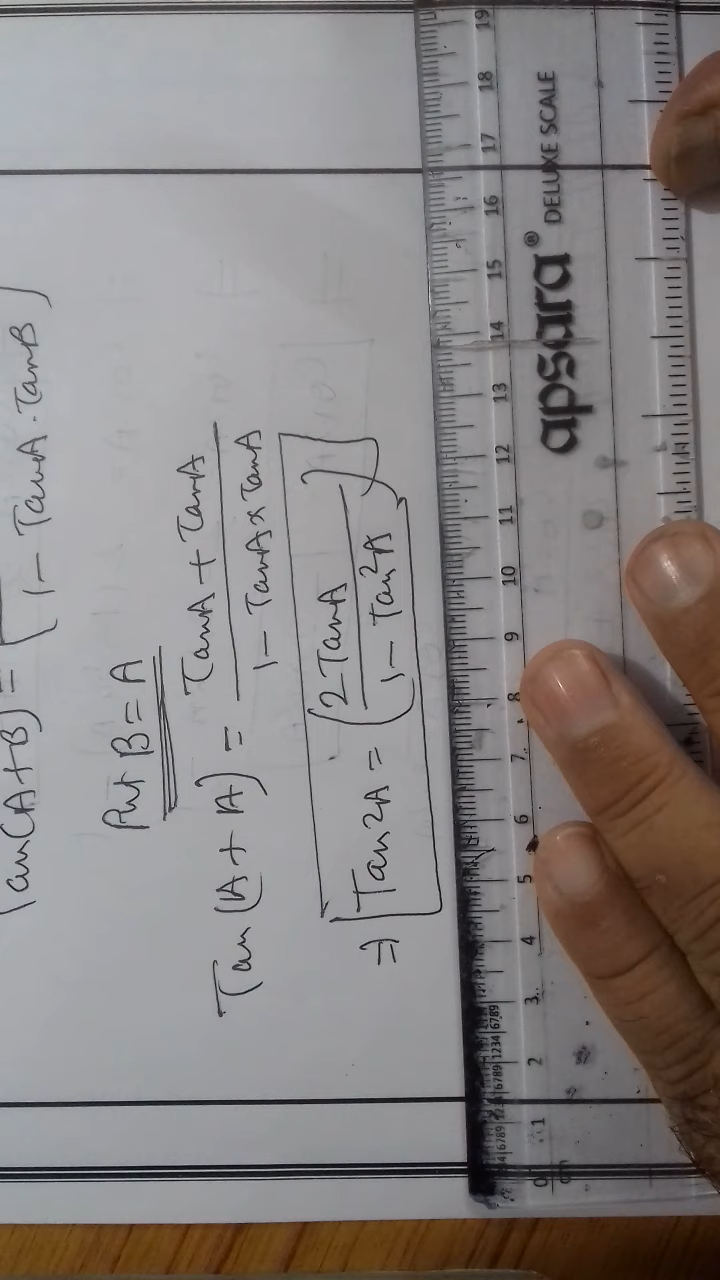 Tan(A+B) = (
1 - TanA . TanB )
Put B = A
Tan (A + A) = TanA + TanA
1 - TanA x TanA
=> Tan2A = ( 2TanA
1 - Tan²A )
0 1 2 3 4 5 6 7 8 9 10 11 12 13 14 15 16 17 18 19
cm
apsara® DELUXE SCALE